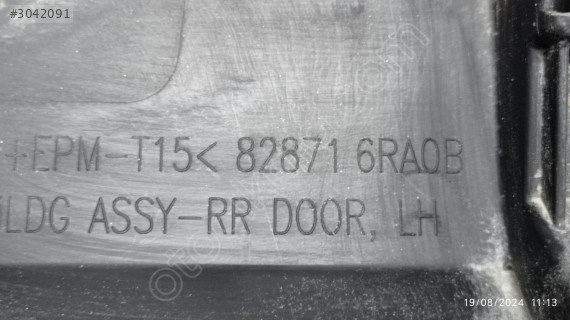 #3042091
+EPM-T15< 82871 6RA0B
LDG ASSY-RR DOOR, LH
19/08/2024 11:13